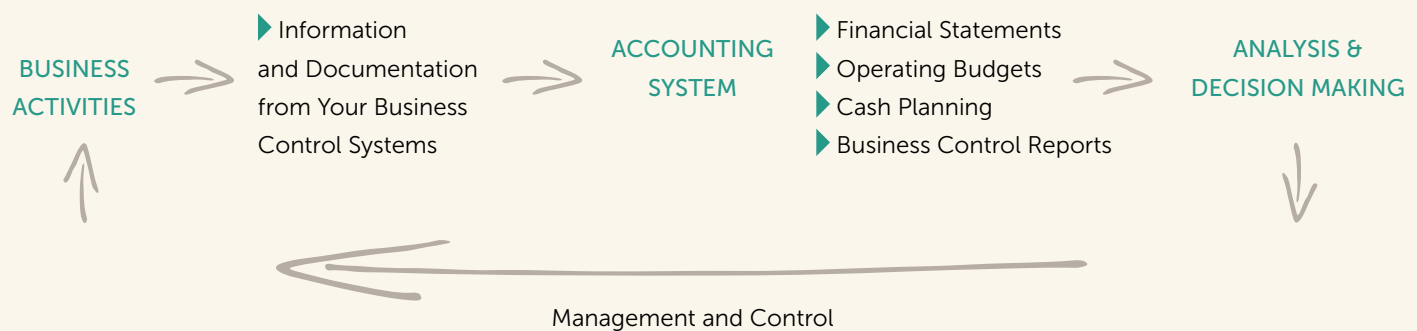 BUSINESS
ACTIVITIES
Information
and Documentation
from Your Business
Control Systems
ACCOUNTING
SYSTEM
Financial Statements
Operating Budgets
Cash Planning
Business Control Reports
ANALYSIS &
DECISION MAKING
Management and Control